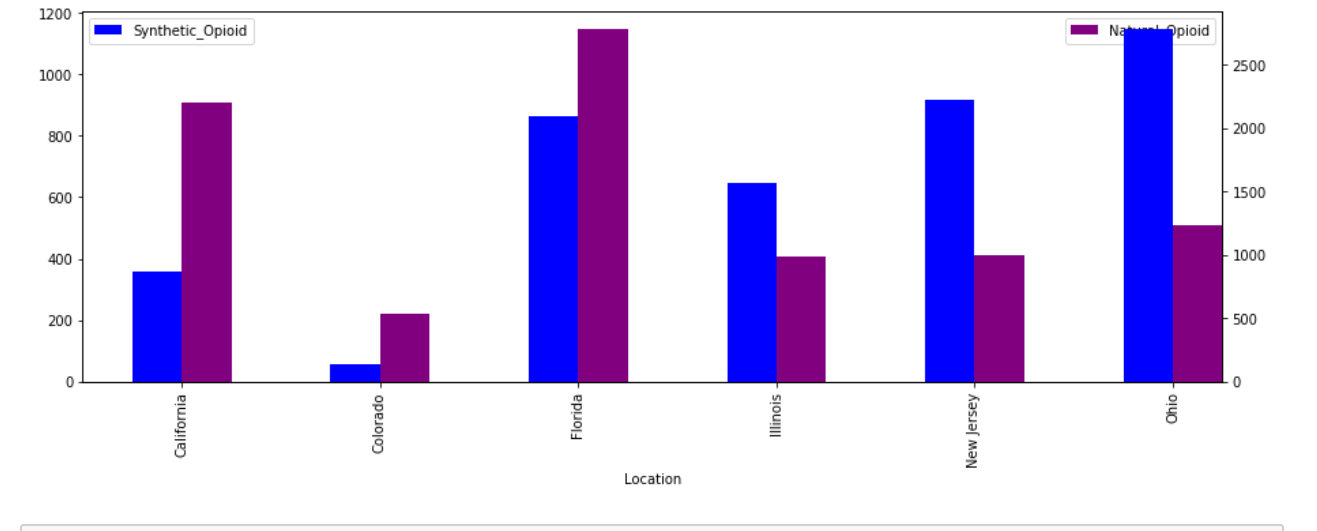 1200
1000
800
600
400
200
0
Synthetic_Opioid
Natural_Opioid
2500
2000
1500
1000
500
0
California
Colorado
Florida
Illinois
New Jersey
Ohio
Location